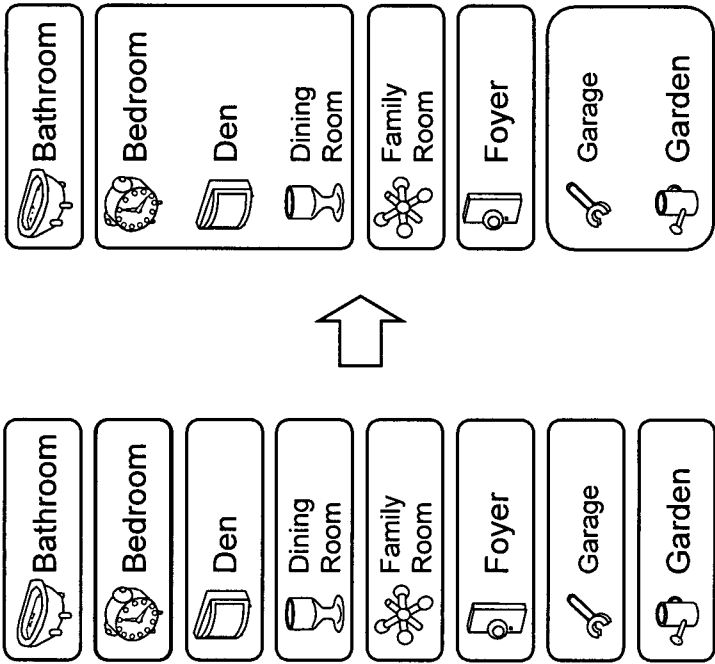 Bathroom
Bedroom
Den
Dining
Room
Family
Room
Foyer
Garage
Garden
Bathroom
Bedroom
Den
Dining
Room
Family
Room
Foyer
Garage
Garden